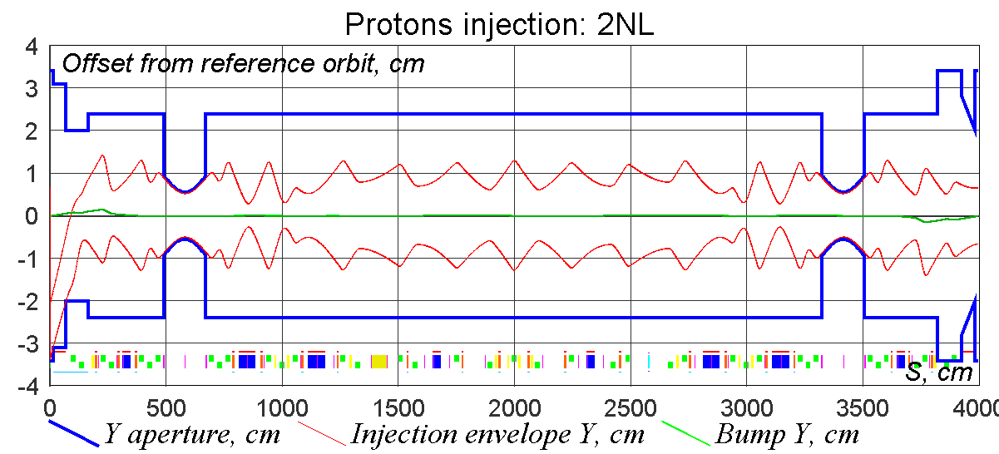 Protons injection: 2NL
Offset from reference orbit, cm
4
3
2
1
0
-1
-2
-3
-4
S, cm
0 500 1000 1500 2000 2500 3000 3500 4000
Y aperture, cm Injection envelope Y, cm Bump Y, cm